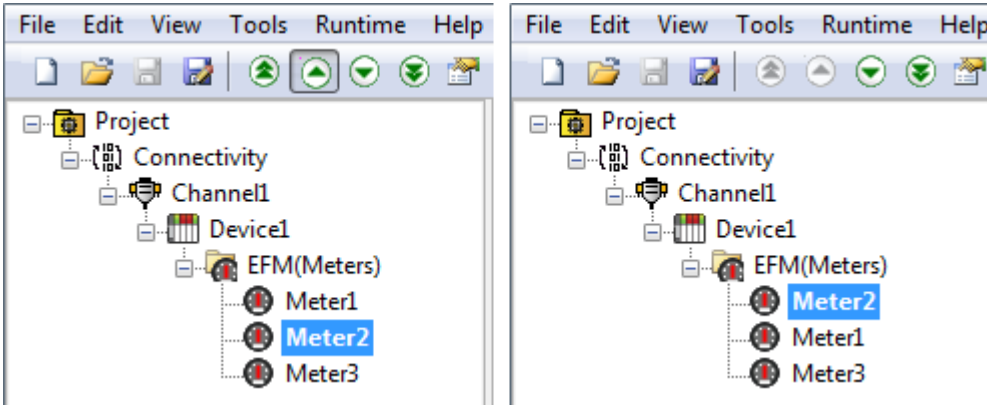 File Edit View Tools Runtime Help
Project
Connectivity
Channel1
Device1
EFM(Meters)
Meter1
Meter2
Meter3
File Edit View Tools Runtime Help
Project
Connectivity
Channel1
Device1
EFM(Meters)
Meter2
Meter1
Meter3